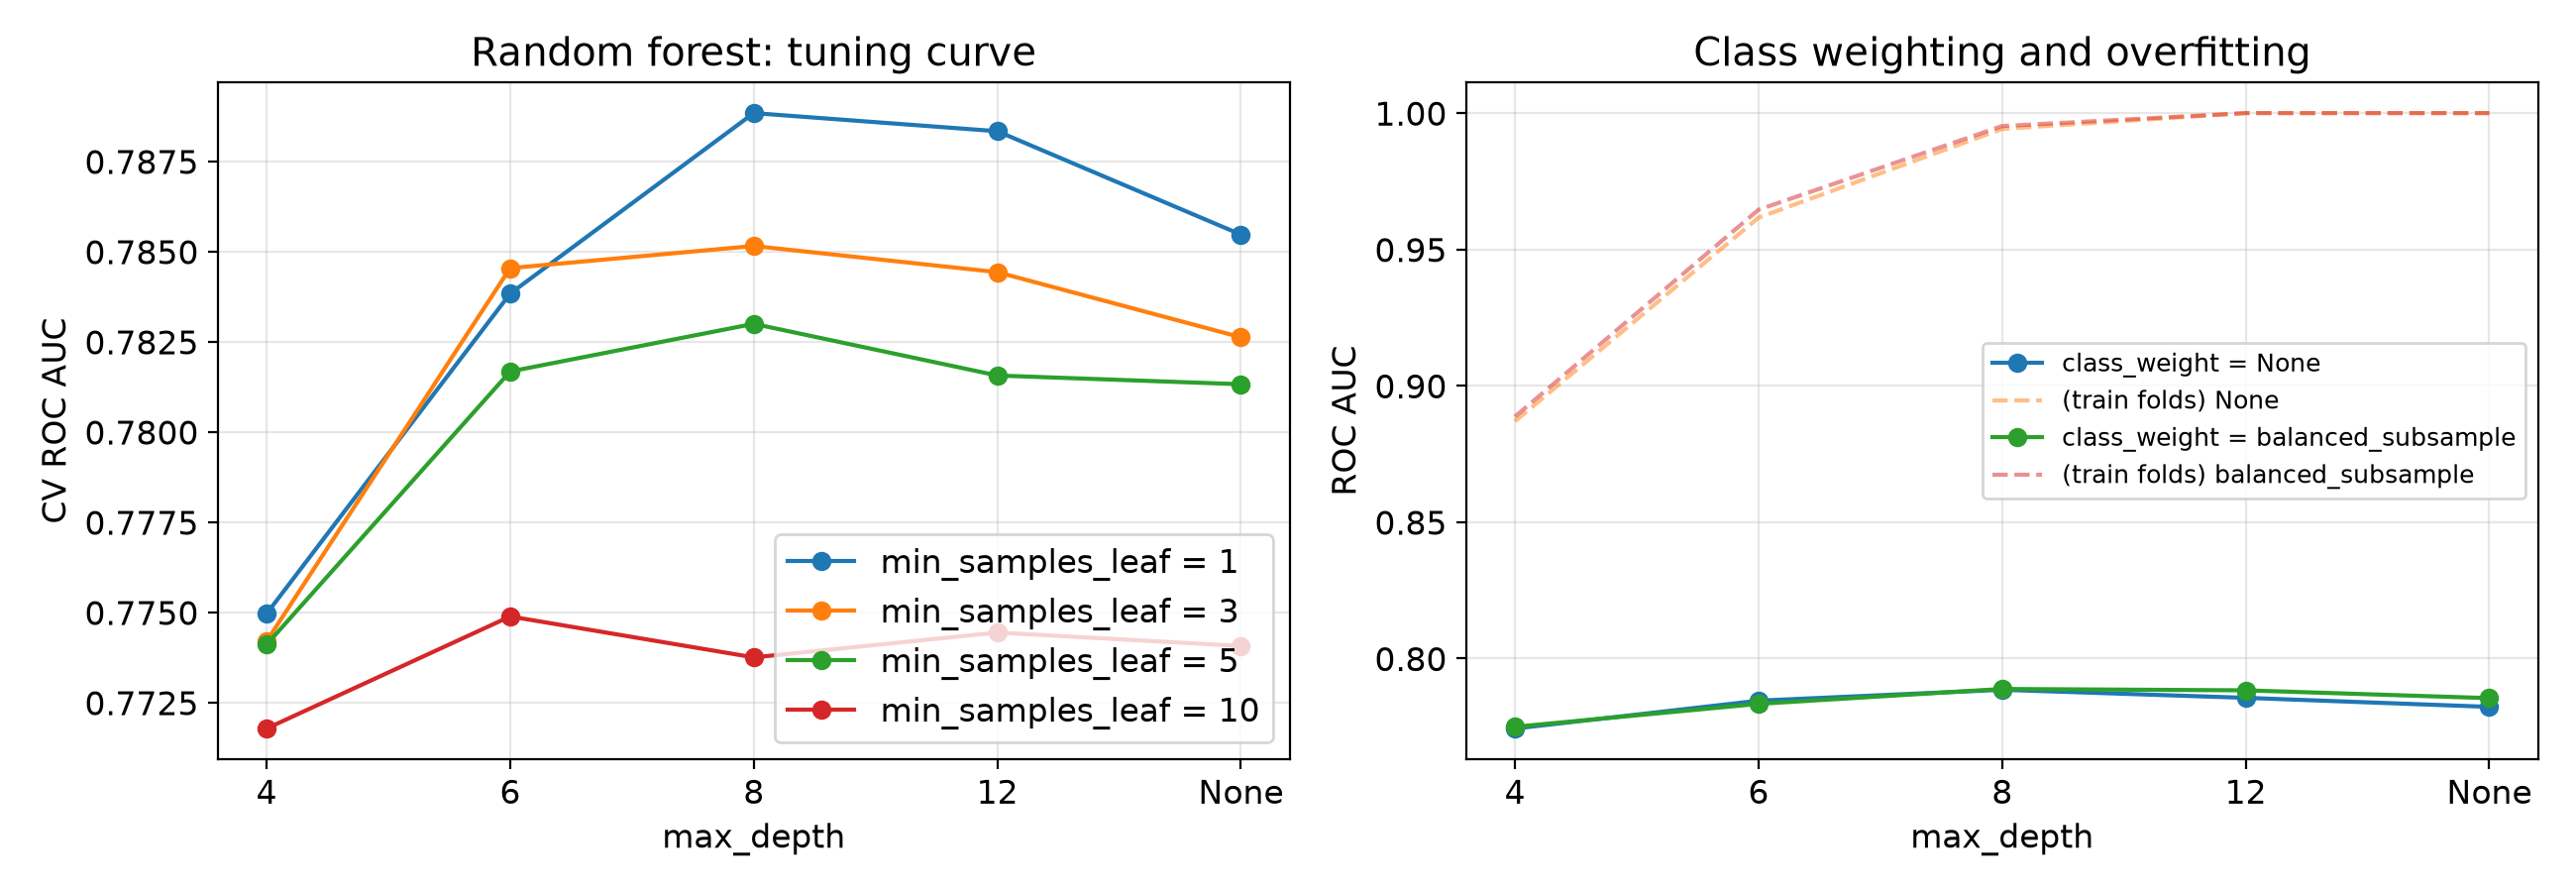 Random forest: tuning curve
CV ROC AUC
0.7875
0.7850
0.7825
0.7800
0.7775
0.7750
0.7725
min_samples_leaf = 1
min_samples_leaf = 3
min_samples_leaf = 5
min_samples_leaf = 10
4 6 8 12 None
max_depth
Class weighting and overfitting
ROC AUC
1.00
0.95
0.90
0.85
0.80
class_weight = None
(train folds) None
class_weight = balanced_subsample
(train folds) balanced_subsample
4 6 8 12 None
max_depth